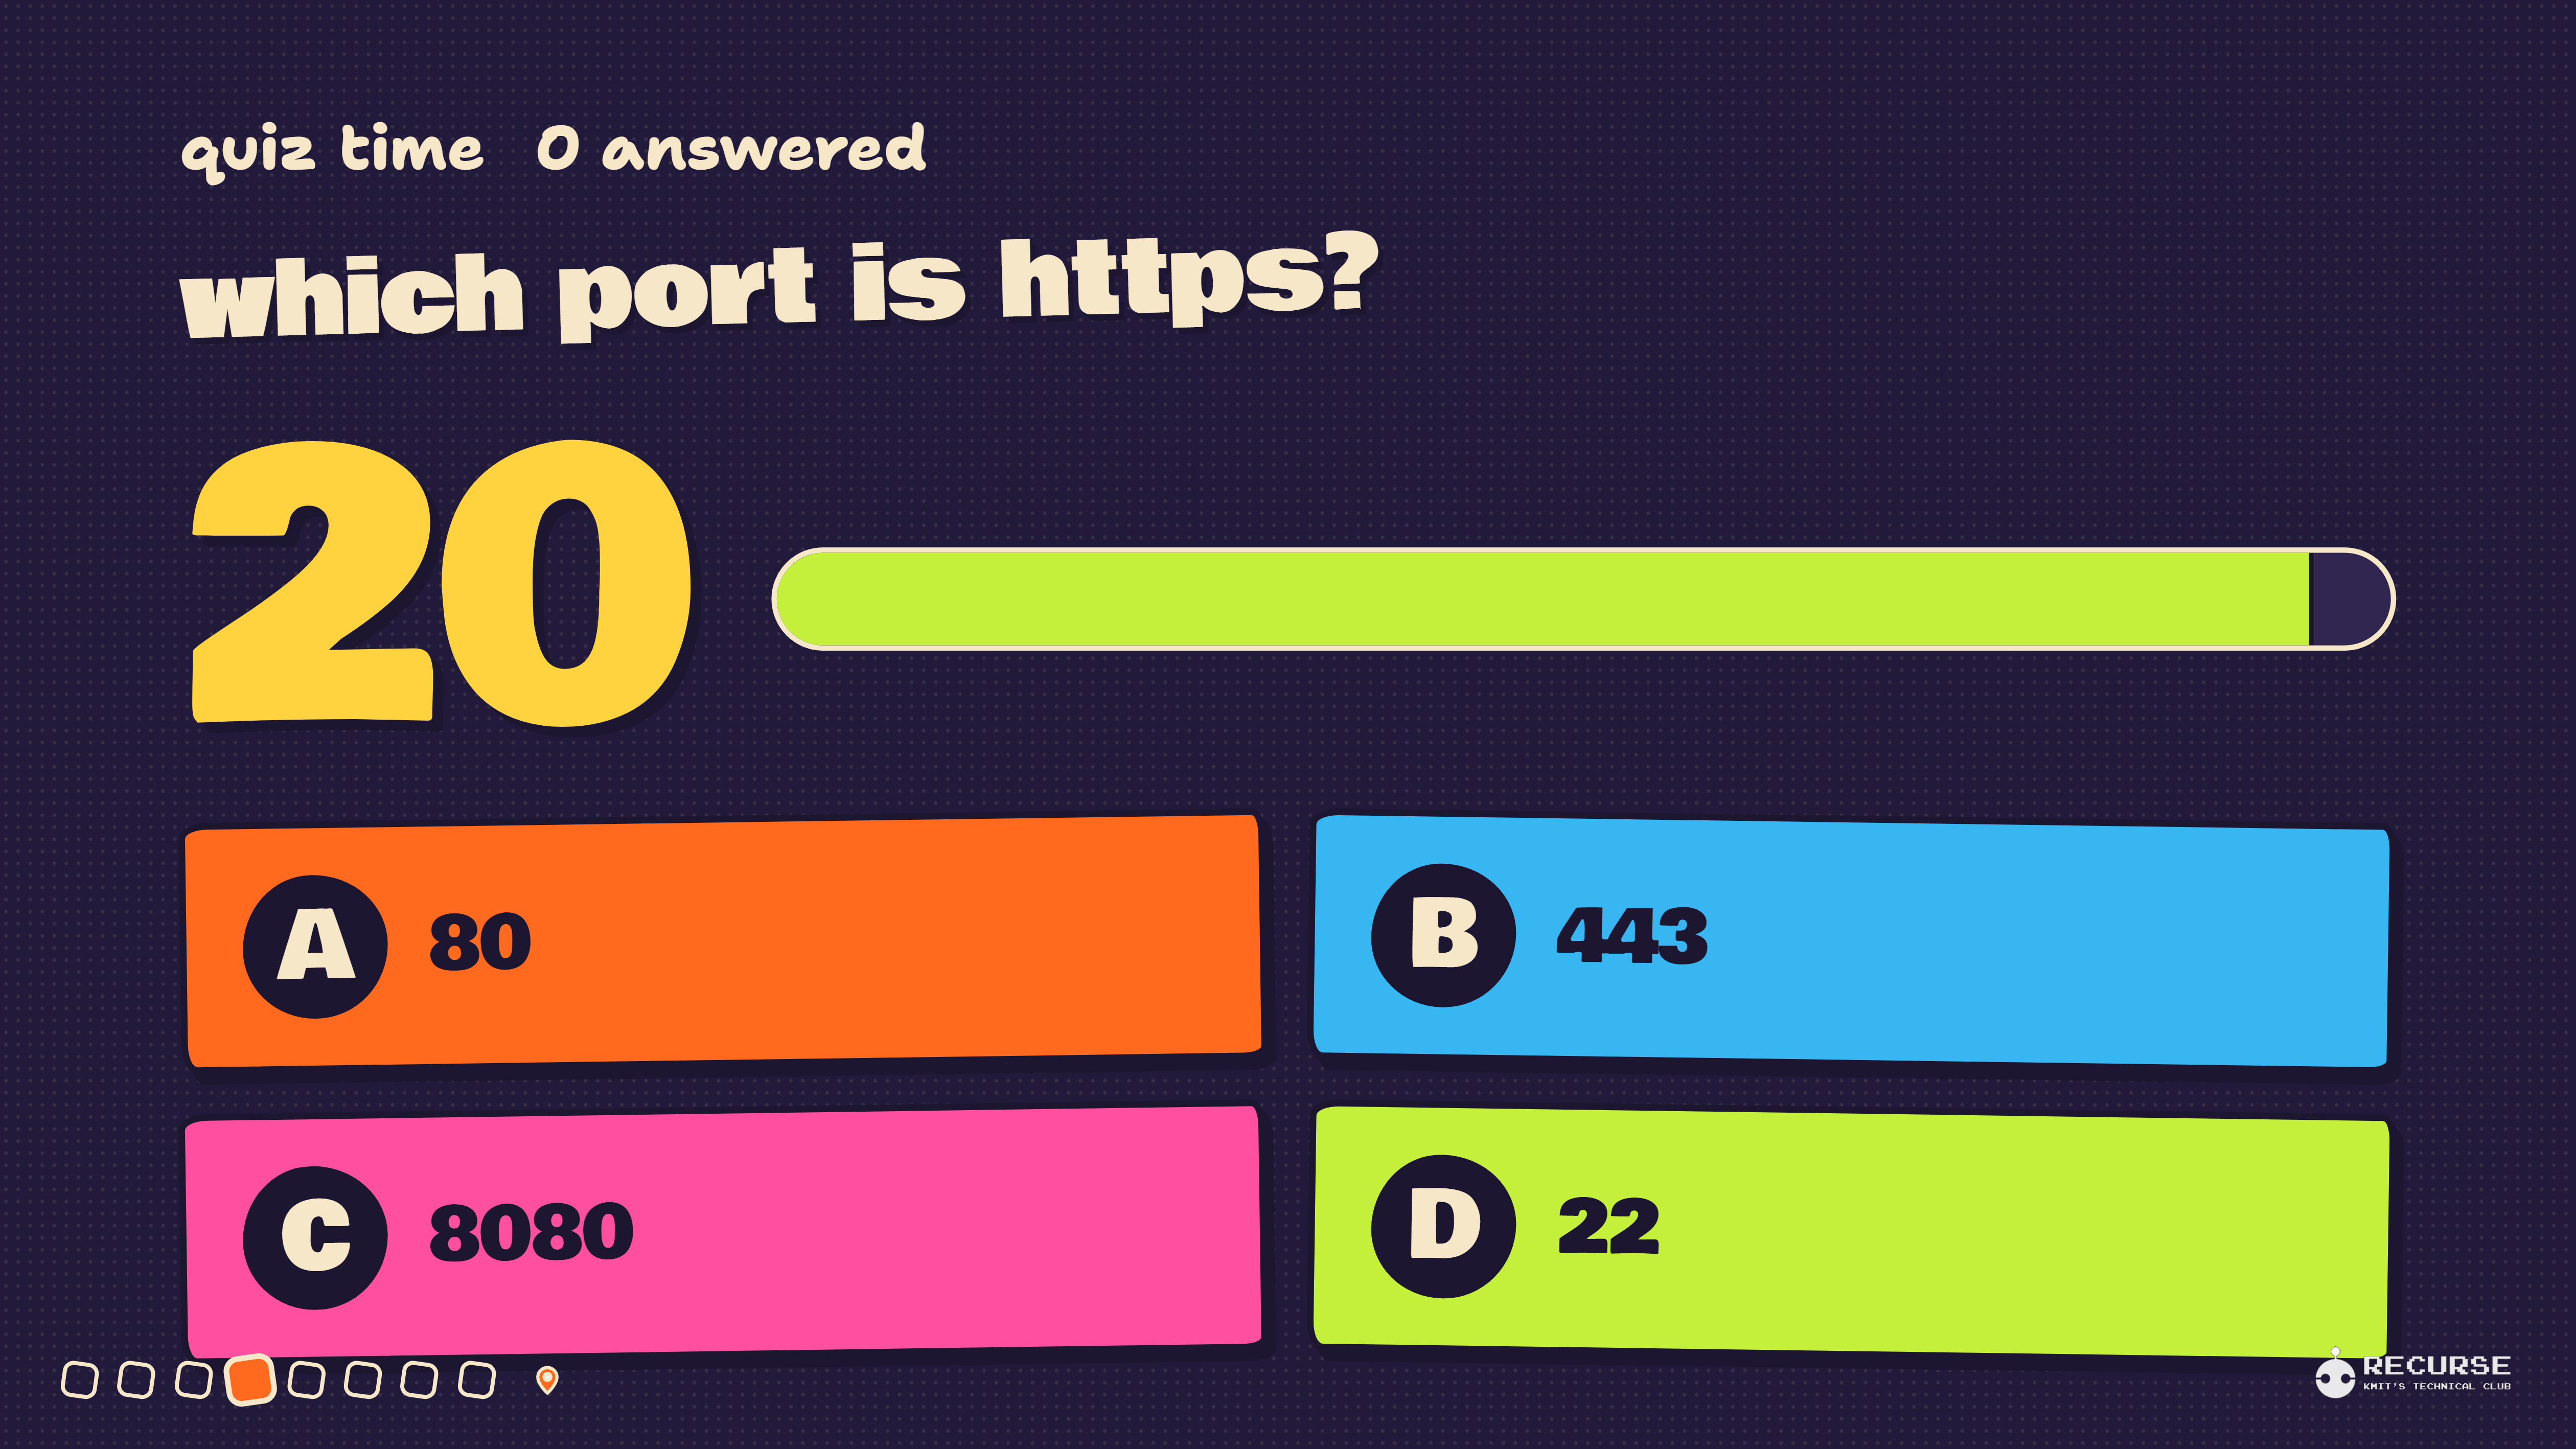 quiz time 0 answered
which port is https?
20
A 80
B 443
C 8080
D 22
RECURSE
KMIT'S TECHNICAL CLUB